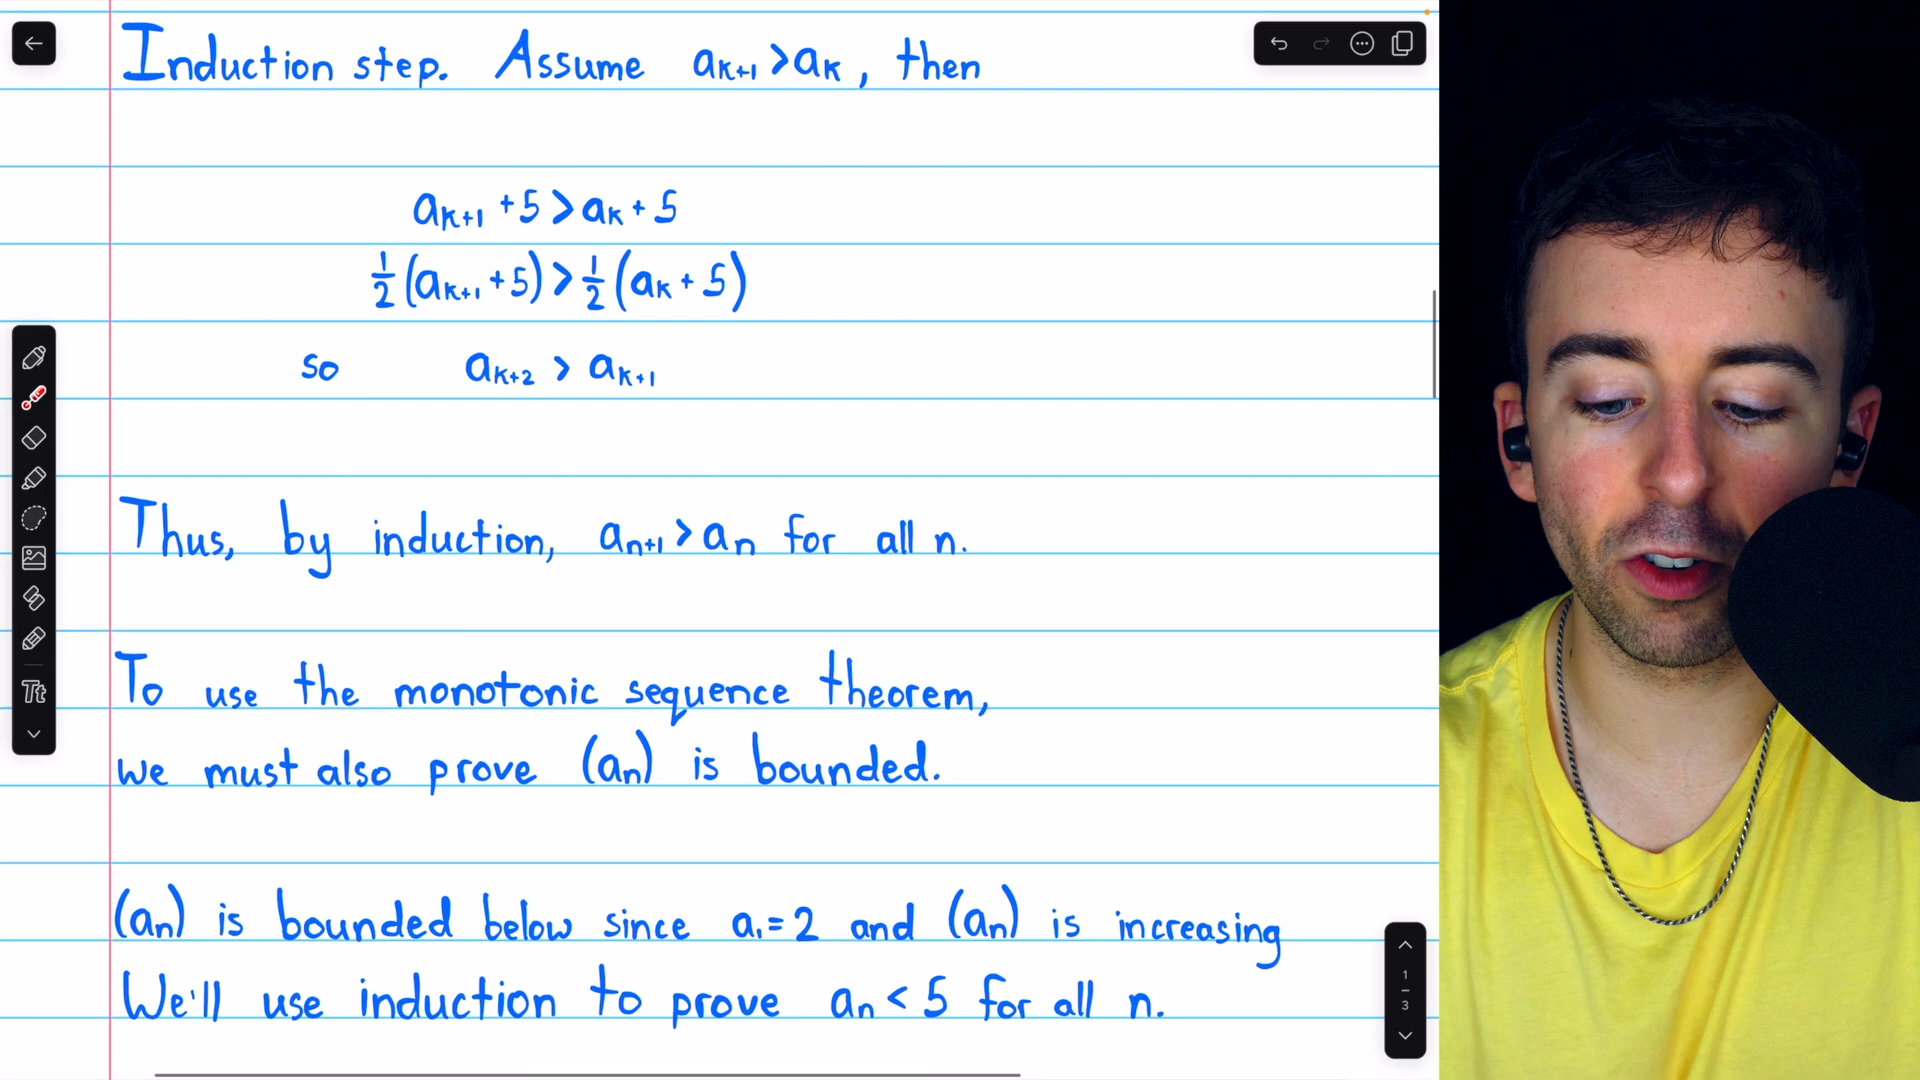 Induction step. Assume aₖ₊₁ > aₖ, then
aₖ₊₁ + 5 > aₖ + 5
½(aₖ₊₁ + 5) > ½(aₖ + 5)
so aₖ₊₂ > aₖ₊₁
Thus, by induction, aₙ₊₁ > aₙ for all n.
To use the monotonic sequence theorem,
we must also prove (aₙ) is bounded.
(aₙ) is bounded below since a₁ = 2 and (aₙ) is increasing
We'll use induction to prove aₙ < 5 for all n.
Tt
1
3